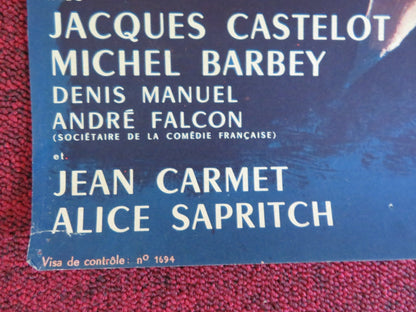 JACQUES CASTELOT
MICHEL BARBEY
DENIS MANUEL
ANDRÉ FALCON
(SOCIÉTAIRE DE LA COMÉDIE FRANÇAISE)
et.
JEAN CARMET
ALICE SAPRITCH
Visa de contrôle : nº 1694